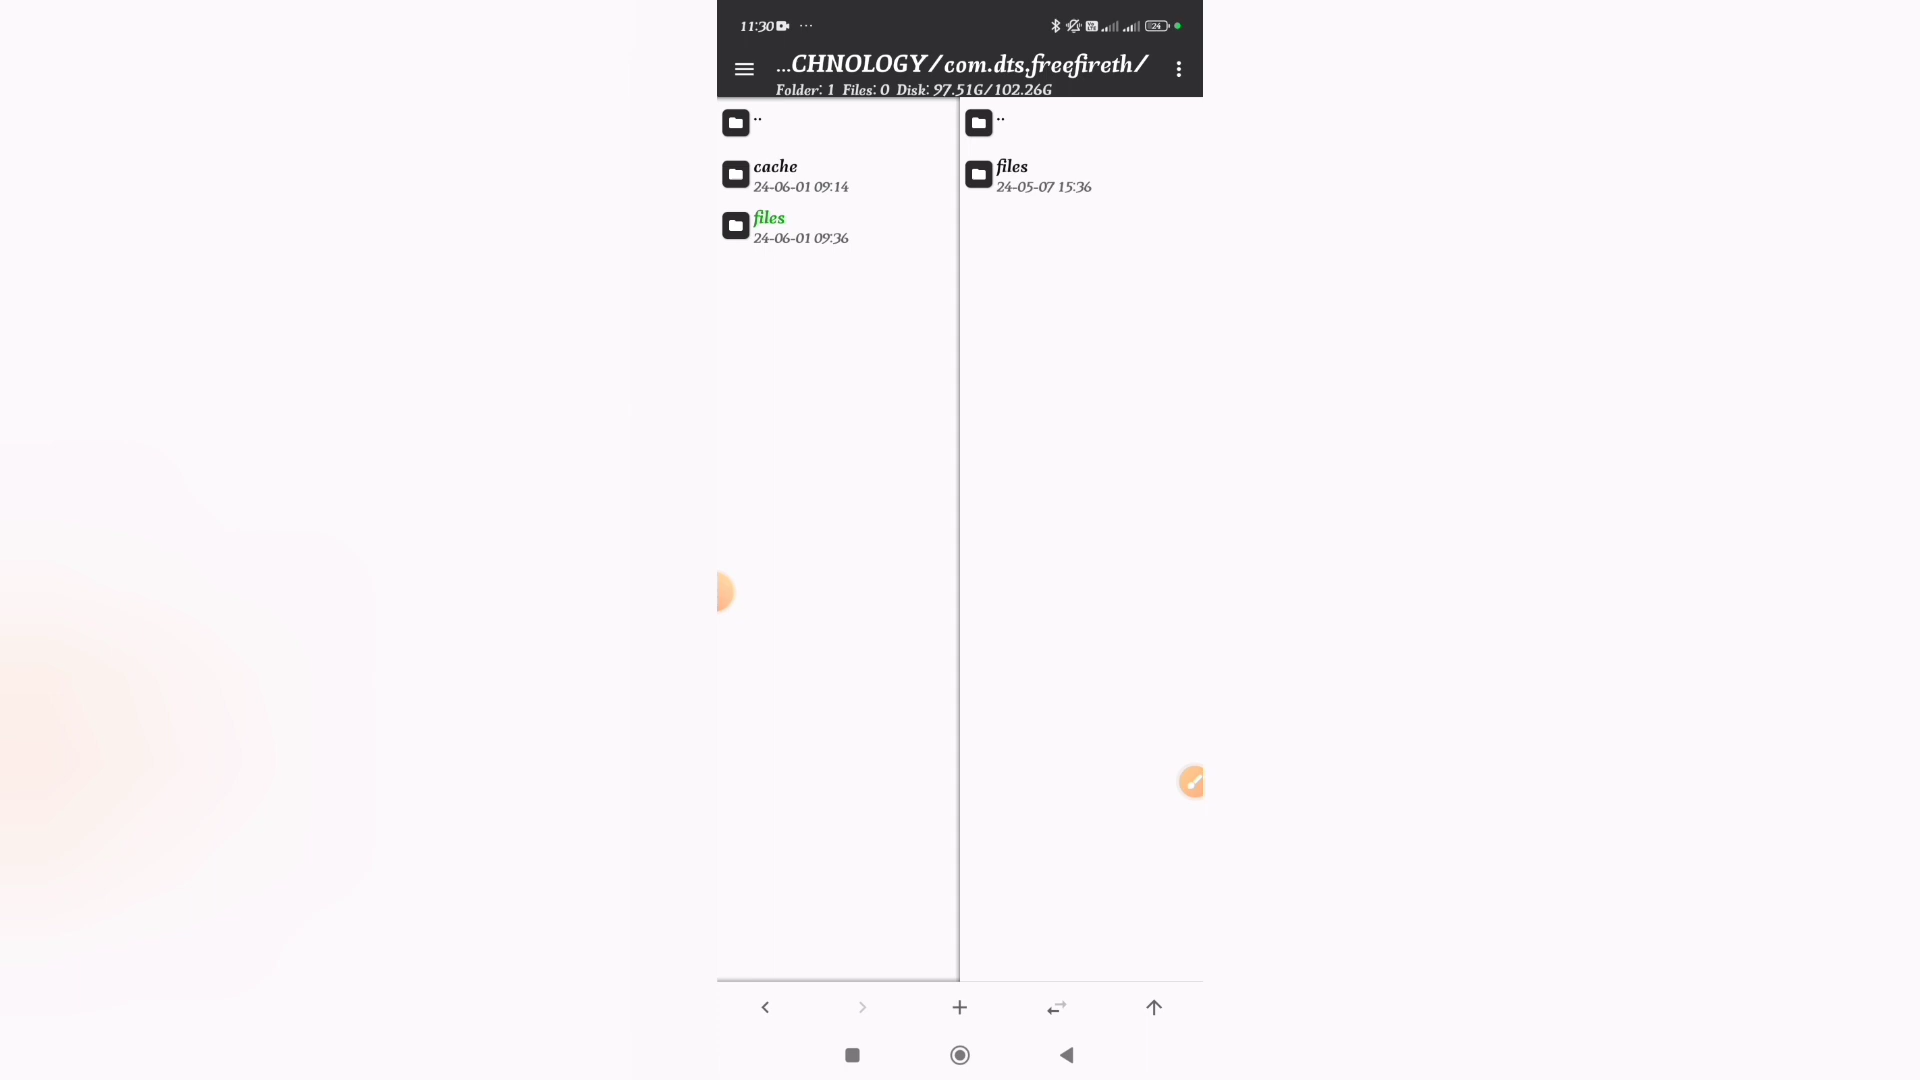 11:30 ...
24
...CHNOLOGY/com.dts.freefireth/
Folder: 1 Files: 0 Disk: 97.51G/102.26G
..
cache
24-06-01 09:14
files
24-06-01 09:36
..
files
24-05-07 15:36